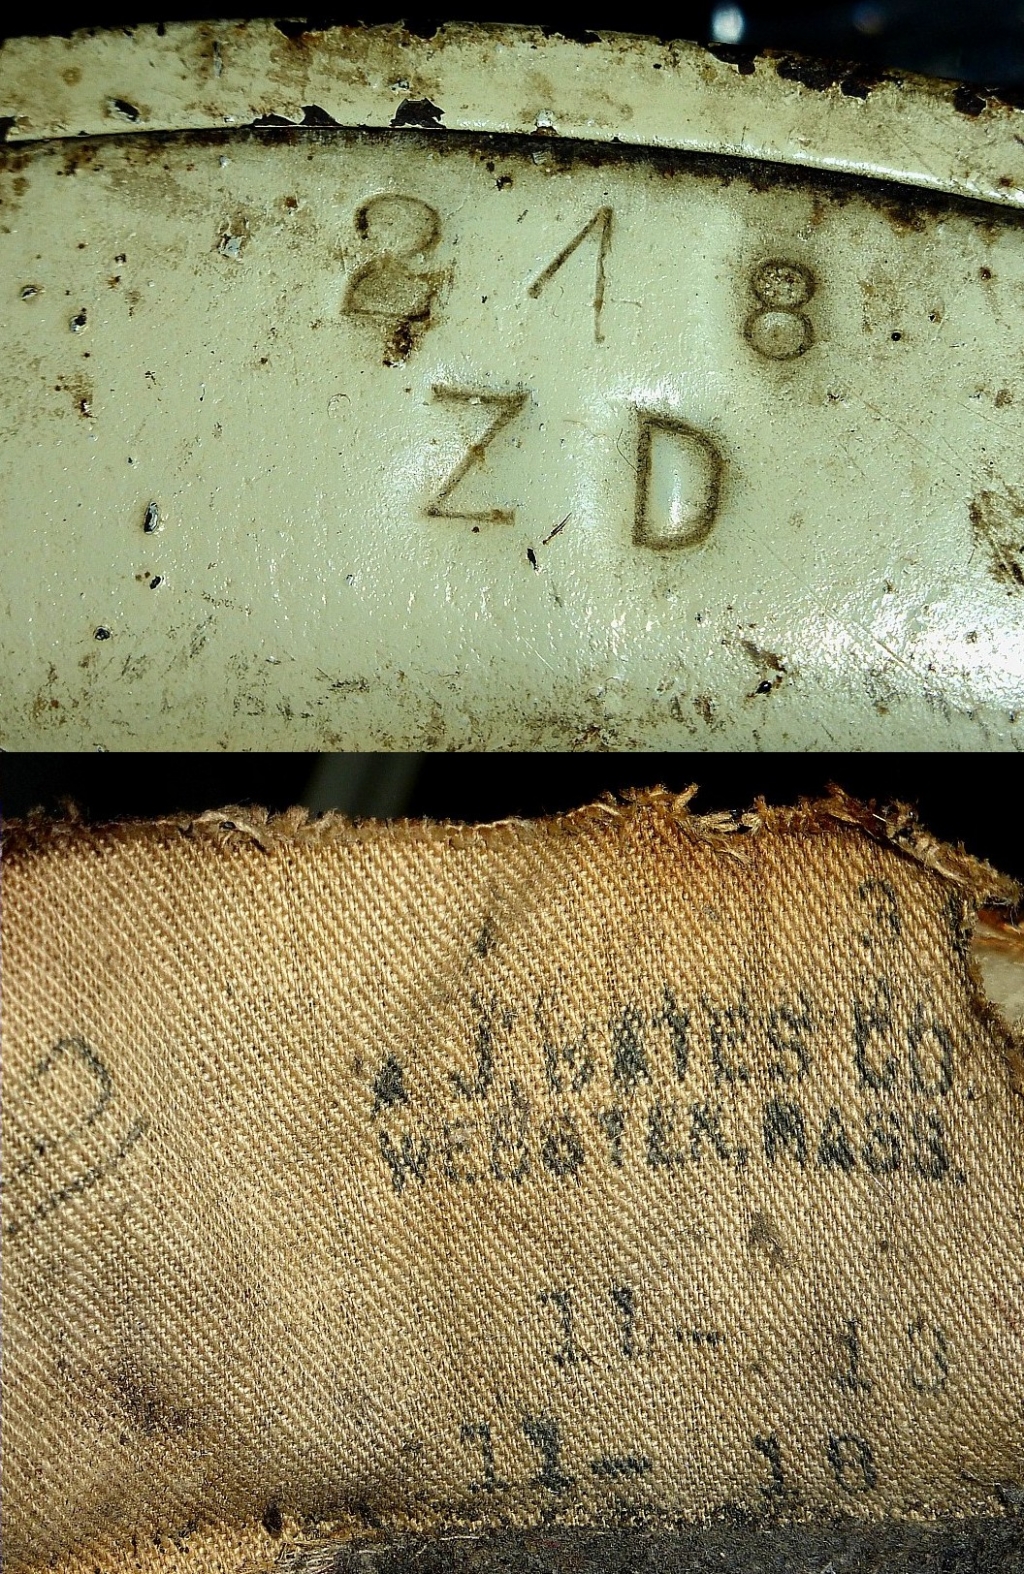 218
ZD
A J. BATES CO.
WEBSTER, MASS.
11- 10
11- 10